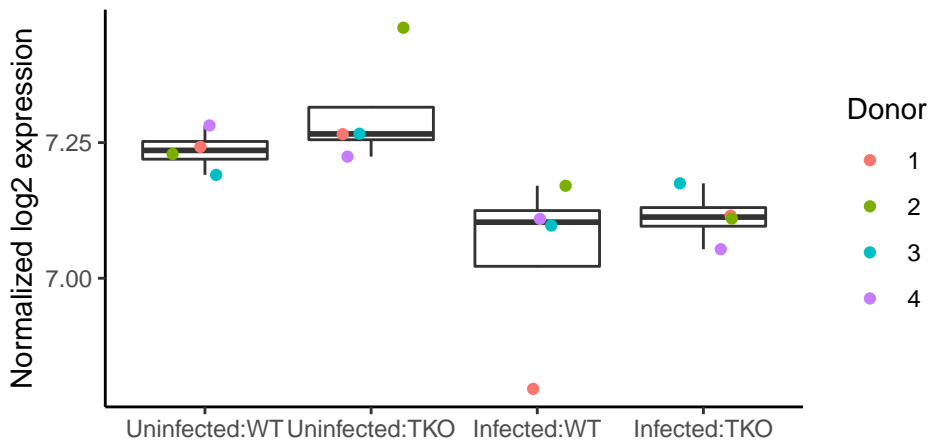 Normalized log2 expression
7.25
7.00
Uninfected:WT
Uninfected:TKO
Infected:WT
Infected:TKO
Donor
1
2
3
4